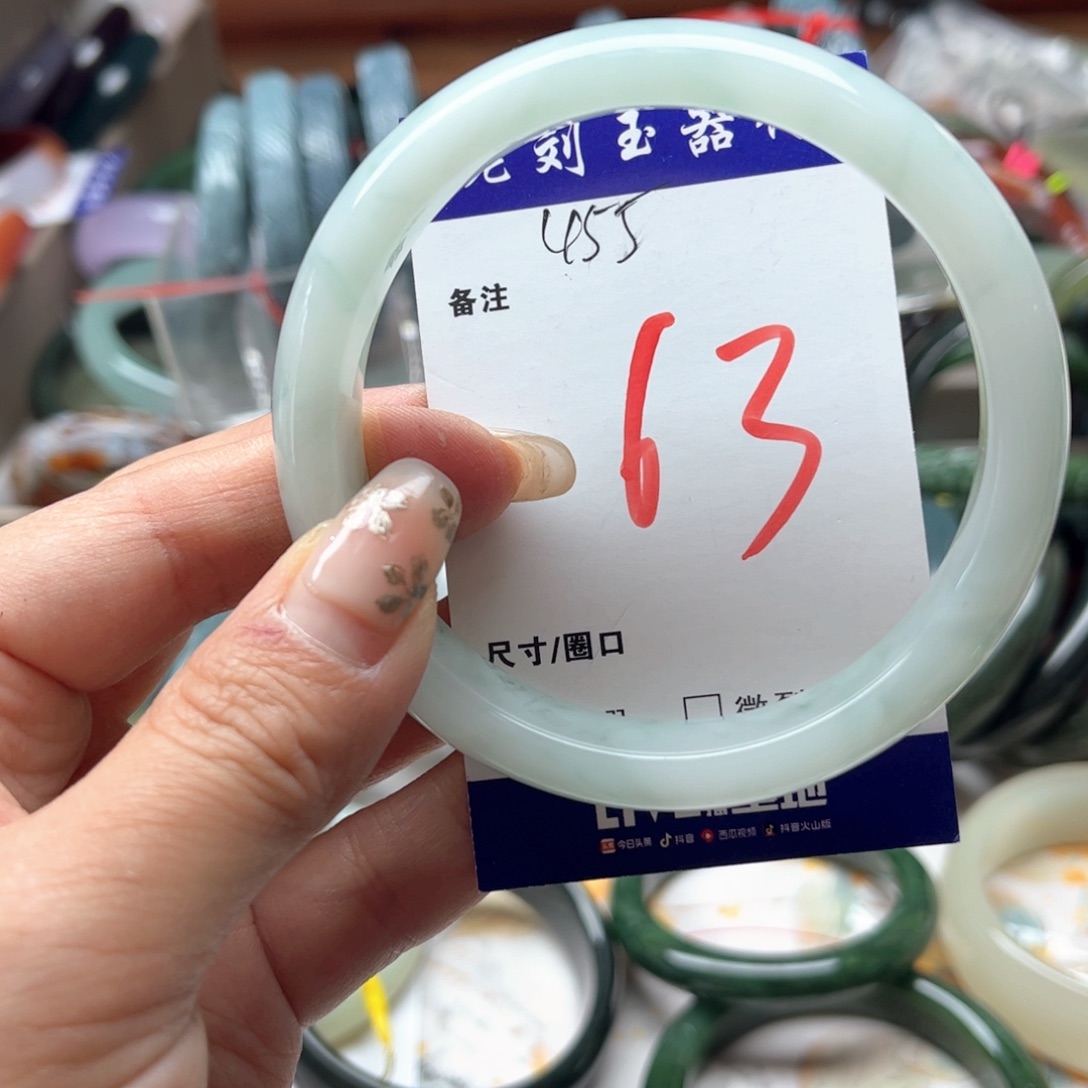 刻玉器
455
备注
63
尺寸/圈口
今日头条 抖音 西瓜视频 抖音火山版